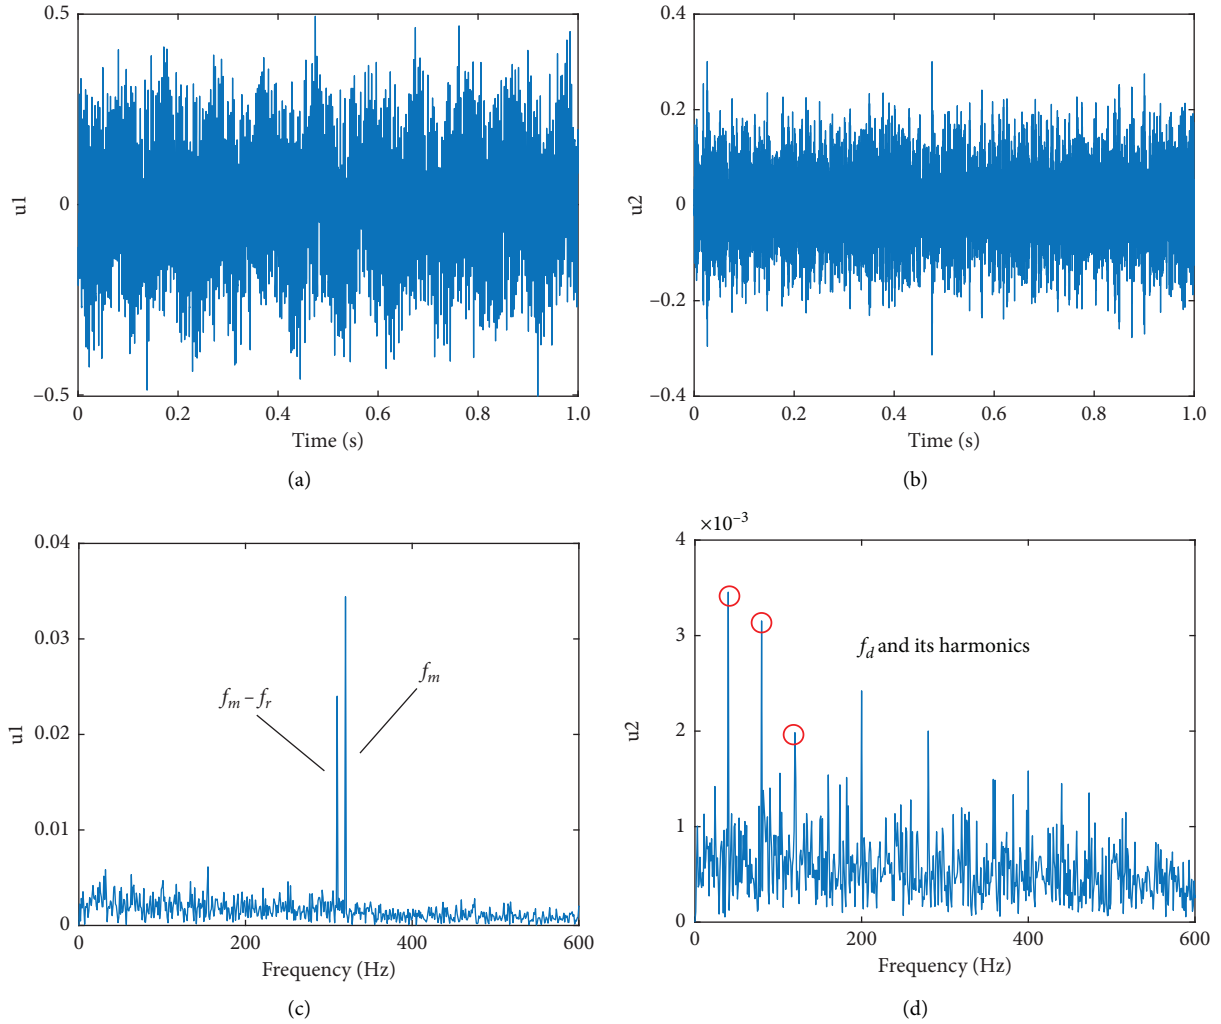 0.5
0
−0.5
u1
0 0.2 0.4 0.6 0.8 1.0
Time (s)
(a)
0.4
0.2
0
−0.2
−0.4
u2
0 0.2 0.4 0.6 0.8 1.0
Time (s)
(b)
0.04
0.03
0.02
0.01
0
u1
fm – fr
fm
0 200 400 600
Frequency (Hz)
(c)
×10−3
4
3
2
1
0
u2
fd and its harmonics
0 200 400 600
Frequency (Hz)
(d)